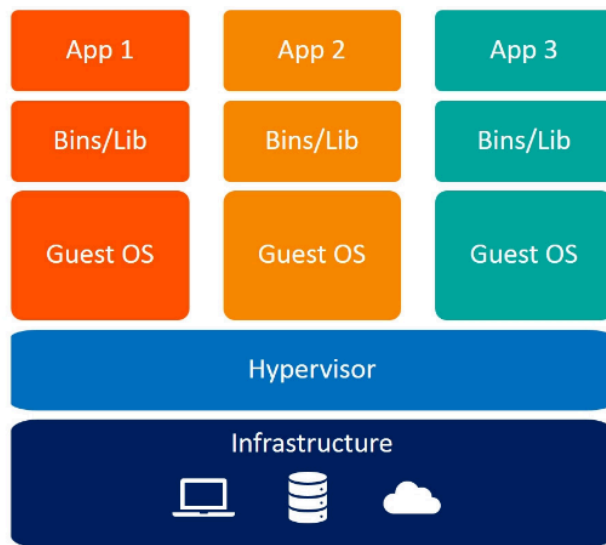 App 1
App 2
App 3
Bins/Lib
Bins/Lib
Bins/Lib
Guest OS
Guest OS
Guest OS
Hypervisor
Infrastructure